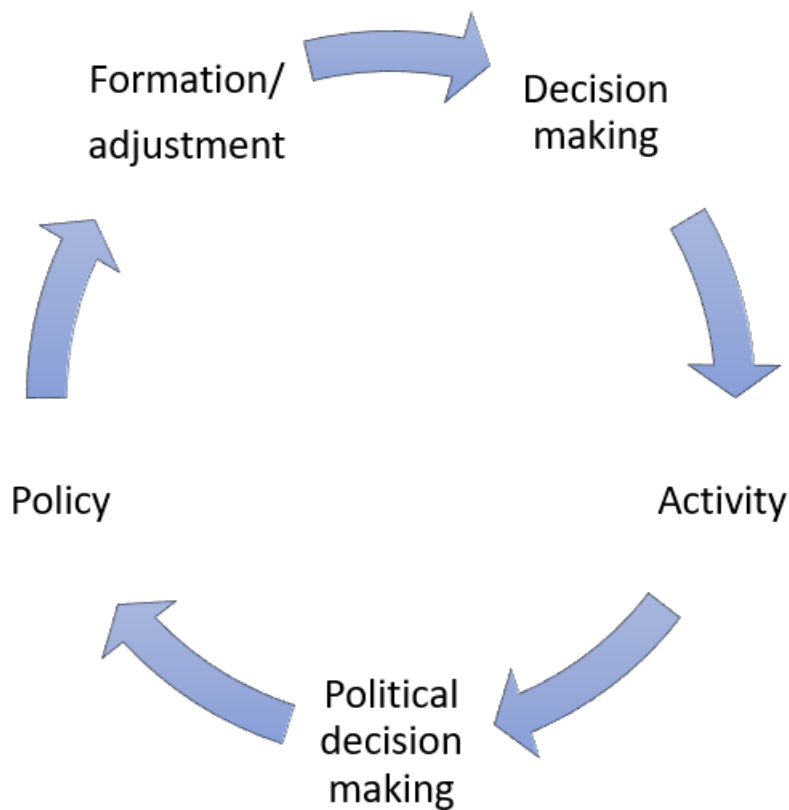 Formation/
adjustment
Decision
making
Activity
Political
decision
making
Policy